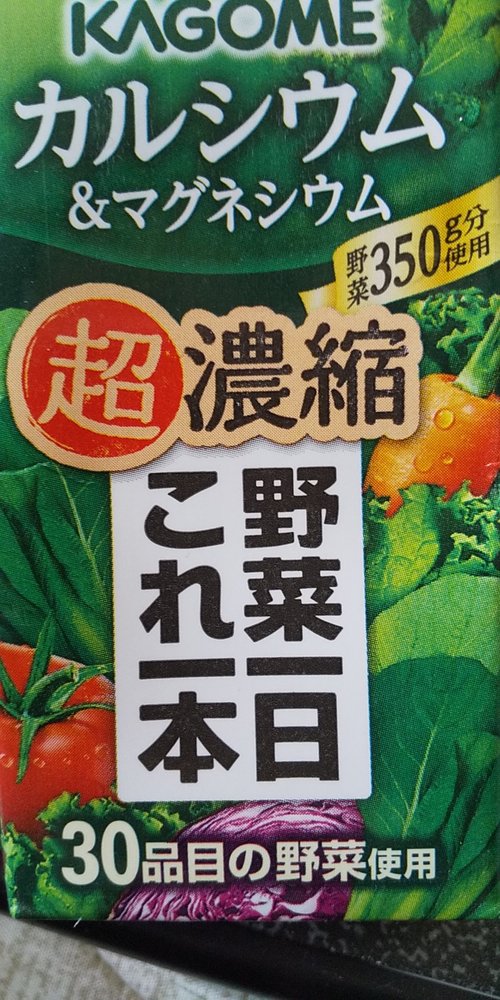 KAGOME
カルシウム
&マグネシウム
野菜350g分使用
超濃縮
野菜一日
これ一本
30品目の野菜使用